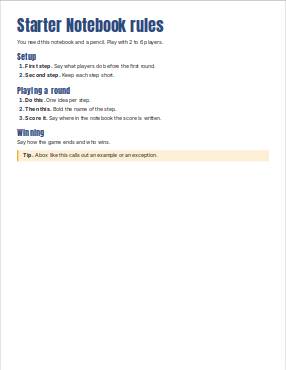 Starter Notebook rules
You need this notebook and a pencil. Play with 2 to 6 players.
Setup
1. First step. Say what players do before the first round.
2. Second step. Keep each step short.
Playing a round
1. Do this. One idea per step.
2. Then this. Bold the name of the step.
3. Score it. Say where in the notebook the score is written.
Winning
Say how the game ends and who wins.
Tip. A box like this calls out an example or an exception.